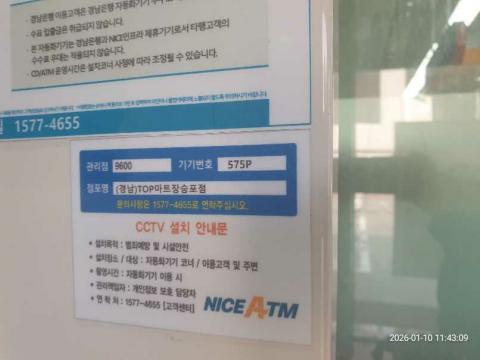 · 경남은행 이용고객은 경남은행 자동화기기
· 수표 입출금은 취급되지 않습니다.
· 본 자동화기기는 경남은행과 NICE인프라 제휴기기로서 타행고객의
수수료 우대는 적용되지 않습니다.
· CD/ATM 운영시간은 설치코너 사정에 따라 조정될 수 있습니다.
1577-4655
관리점 9600 기기번호 575P
점포명 (경남)TOP마트장승포점
문의사항은 1577-4655로 연락주십시오.
CCTV 설치 안내문
• 설치목적 : 범죄예방 및 시설안전
• 설치장소 / 대상 : 자동화기기 코너 / 이용고객 및 주변
• 촬영시간 : 자동화기기 이용 시
• 관리책임자 : 개인정보 보호 담당자
• 연 락 처 : 1577-4655 [고객센터]
NICE ATM
2026-01-10 11:43:09